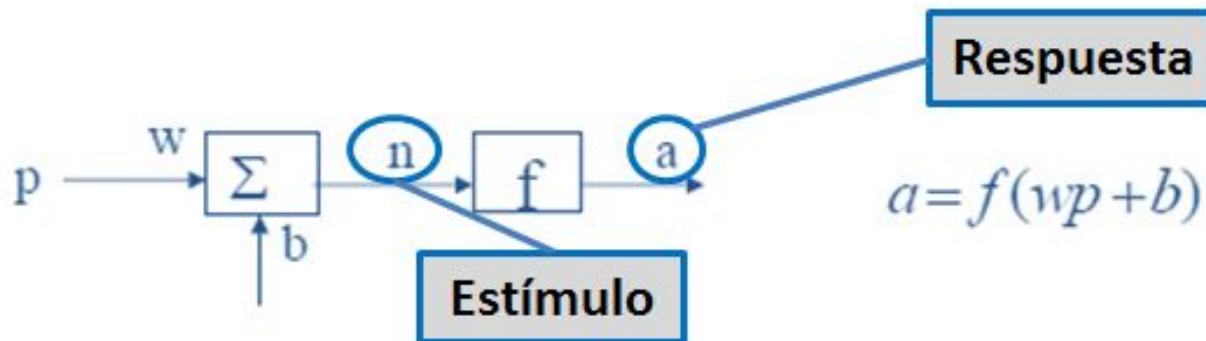 Respuesta
w
n
a
p
Σ
f
a=f(wp+b)
b
Estímulo